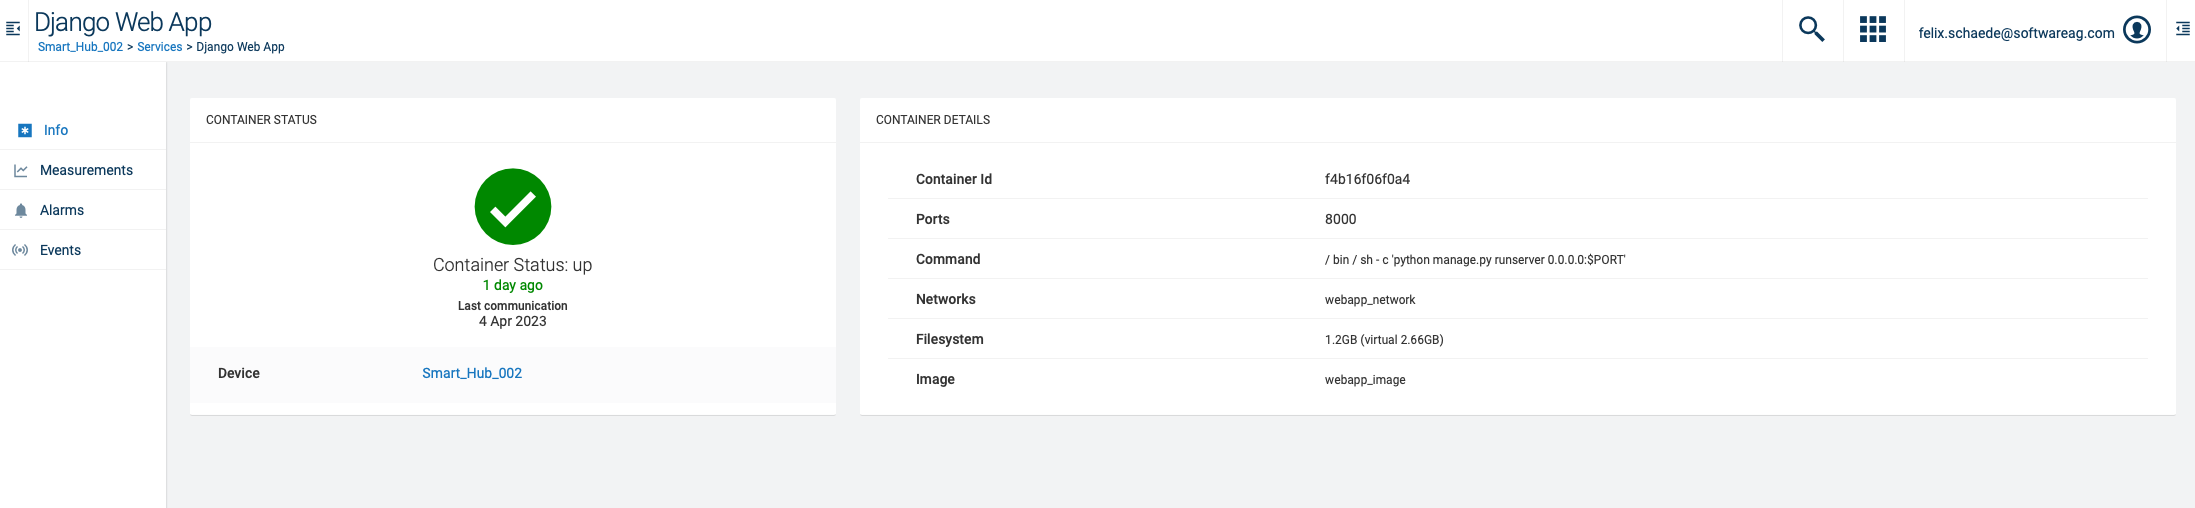 Django Web App
Smart_Hub_002 > Services > Django Web App
felix.schaede@softwareag.com
Info
Measurements
Alarms
Events
CONTAINER STATUS
Container Status: up
1 day ago
Last communication
4 Apr 2023
Device Smart_Hub_002
CONTAINER DETAILS
Container Id f4b16f06f0a4
Ports 8000
Command / bin / sh - c 'python manage.py runserver 0.0.0.0:$PORT'
Networks webapp_network
Filesystem 1.2GB (virtual 2.66GB)
Image webapp_image